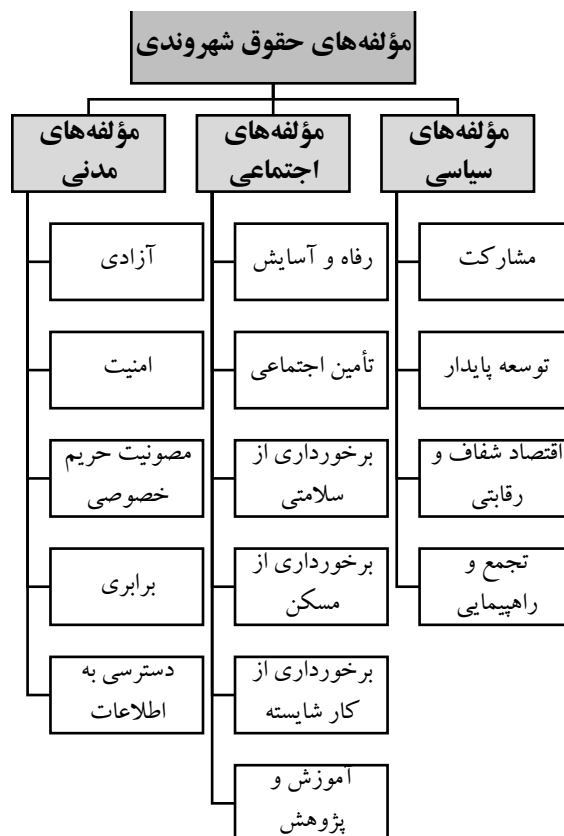 مؤلفه‌های حقوق شهروندی
مؤلفه‌های
سیاسی
مشارکت
توسعه پایدار
اقتصاد شفاف و
رقابتی
تجمع و
راهپیمایی
مؤلفه‌های
اجتماعی
رفاه و آسایش
تأمین اجتماعی
برخورداری از
سلامتی
برخورداری از
مسکن
برخورداری از
کار شایسته
آموزش و
پژوهش
مؤلفه‌های
مدنی
آزادی
امنیت
مصونیت حریم
خصوصی
برابری
دسترسی به
اطلاعات